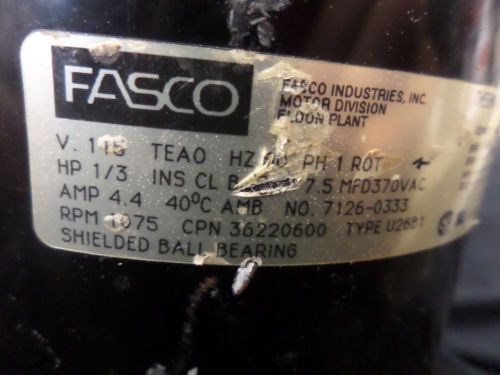 FASCO
FASCO INDUSTRIES, INC.
MOTOR DIVISION
ELDON PLANT
V. 115 TEAO HZ 60 PH 1 ROT
HP 1/3 INS CL B 7.5 MFD370VAC
AMP 4.4 40°C AMB NO. 7126-0333
RPM 1075 CPN 36220600 TYPE U26B1
SHIELDED BALL BEARING